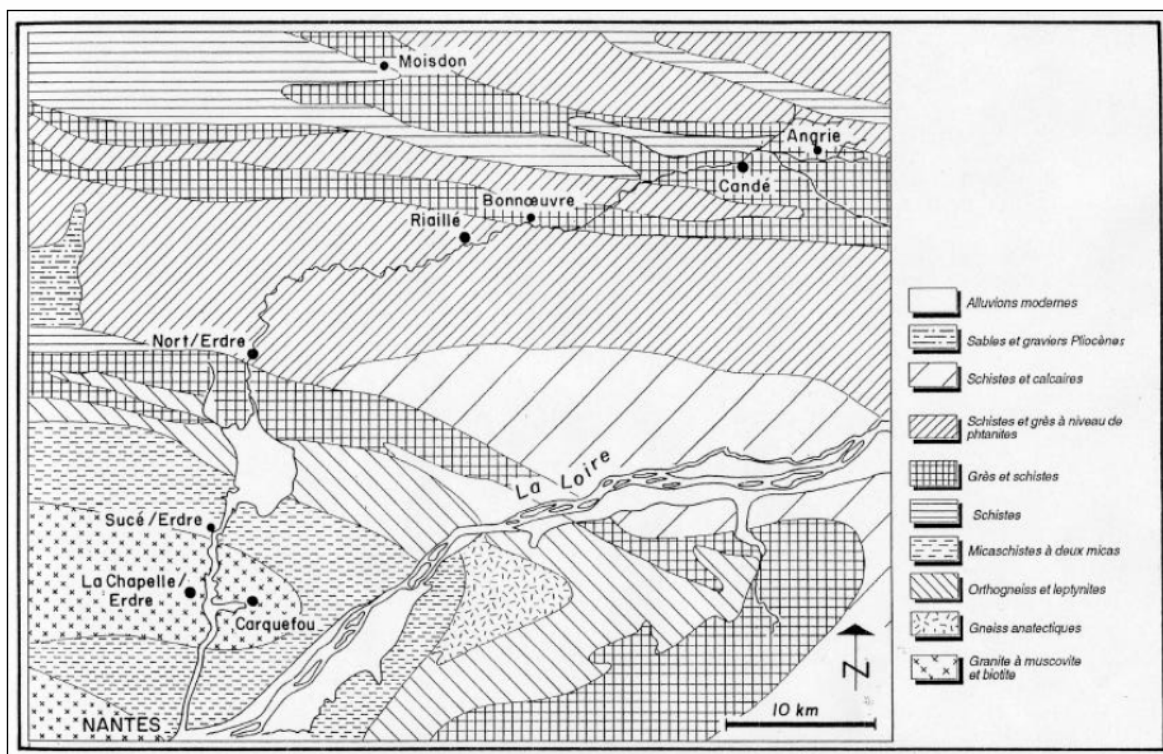 Moisdon
Angrie
Candé
Bonnœuvre
Riaillé
Nort/Erdre
La Loire
Sucé/Erdre
La Chapelle/
Erdre
Carquefou
NANTES
N
10 km
Alluvions modernes
Sables et graviers Pliocènes
Schistes et calcaires
Schistes et grès à niveau de
phtanites
Grès et schistes
Schistes
Micaschistes à deux micas
Orthogneiss et leptynites
Gneiss anatectiques
Granite à muscovite
et biotite